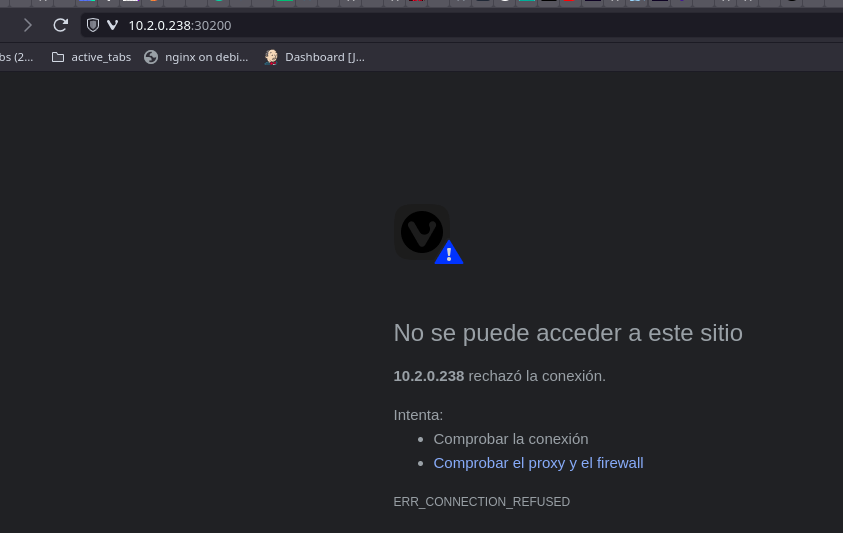 10.2.0.238:30200
bs (2... active_tabs nginx on debi... Dashboard [J...
No se puede acceder a este sitio
10.2.0.238 rechazó la conexión.
Intenta:
Comprobar la conexión
Comprobar el proxy y el firewall
ERR_CONNECTION_REFUSED